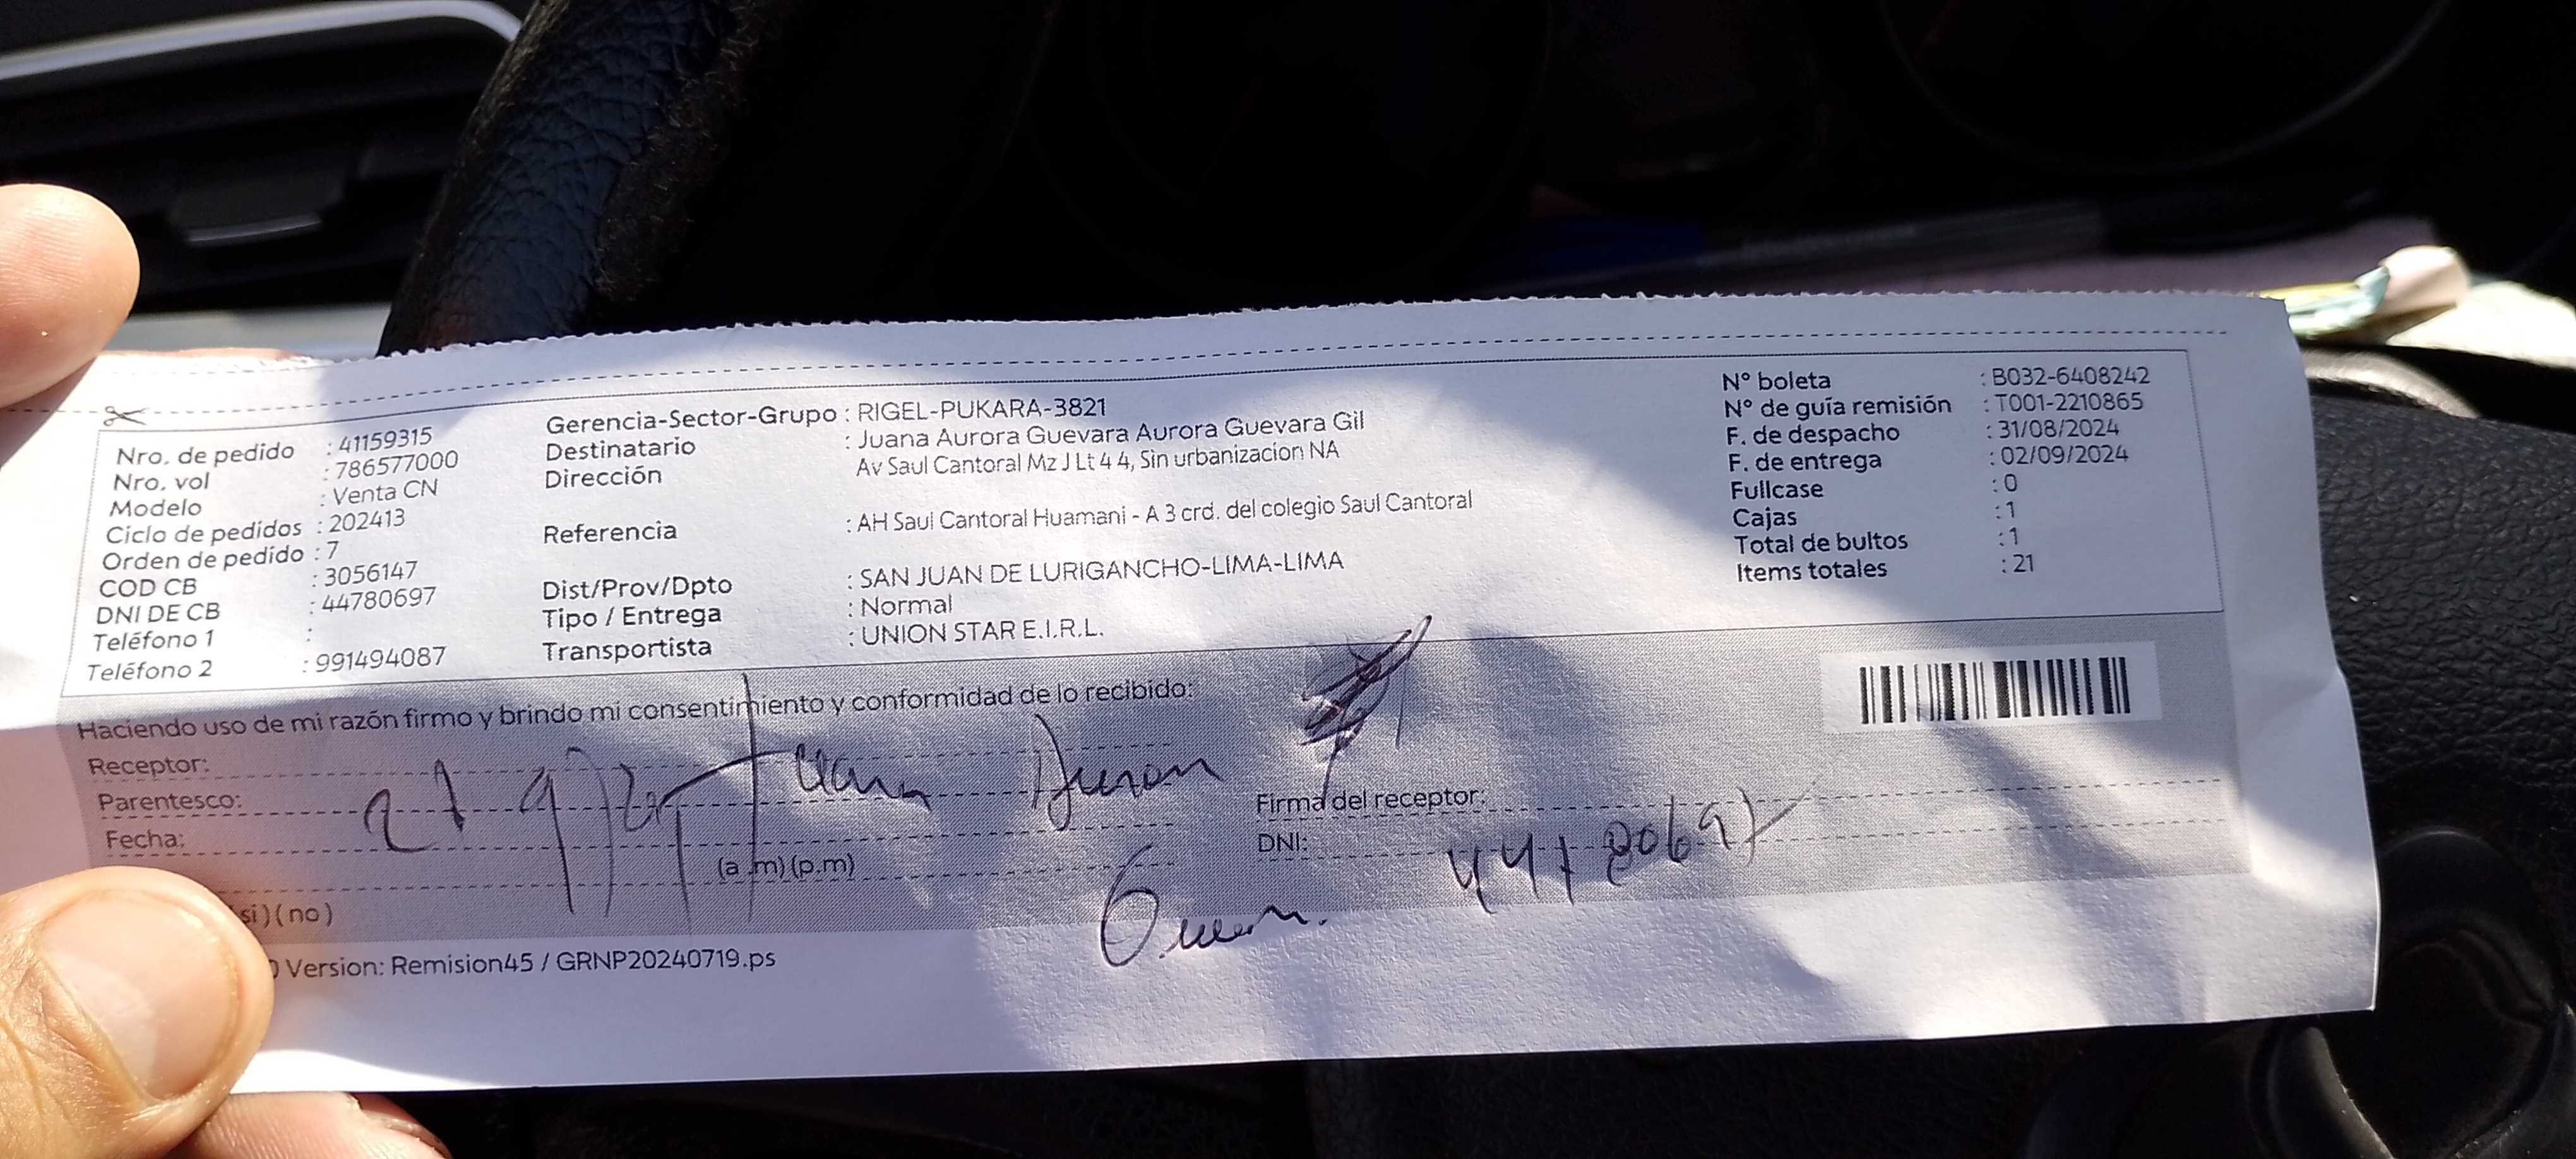 Nro. de pedido : 41159315
Nro. vol : 786577000
Modelo : Venta CN
Ciclo de pedidos : 202413
Orden de pedido : 7
COD CB : 3056147
DNI DE CB : 44780697
Teléfono 1 :
Teléfono 2 : 991494087
Gerencia-Sector-Grupo : RIGEL-PUKARA-3821
Destinatario : Juana Aurora Guevara Aurora Guevara Gil
Dirección Av Saul Cantoral Mz J Lt 4 4, Sin urbanizacion NA
Referencia : AH Saul Cantoral Huamani - A 3 crd. del colegio Saul Cantoral
Dist/Prov/Dpto : SAN JUAN DE LURIGANCHO-LIMA-LIMA
Tipo / Entrega : Normal
Transportista : UNION STAR E.I.R.L.
N° boleta : B032-6408242
N° de guía remisión : T001-2210865
F. de despacho : 31/08/2024
F. de entrega : 02/09/2024
Fullcase : 0
Cajas : 1
Total de bultos : 1
Items totales : 21
Haciendo uso de mi razón firmo y brindo mi consentimiento y conformidad de lo recibido:
Receptor:
Parentesco:
Fecha:
(a.m) (p.m)
si) ( no )
Firma del receptor:
DNI: 44780697
Version: Remision45 / GRNP20240719.ps